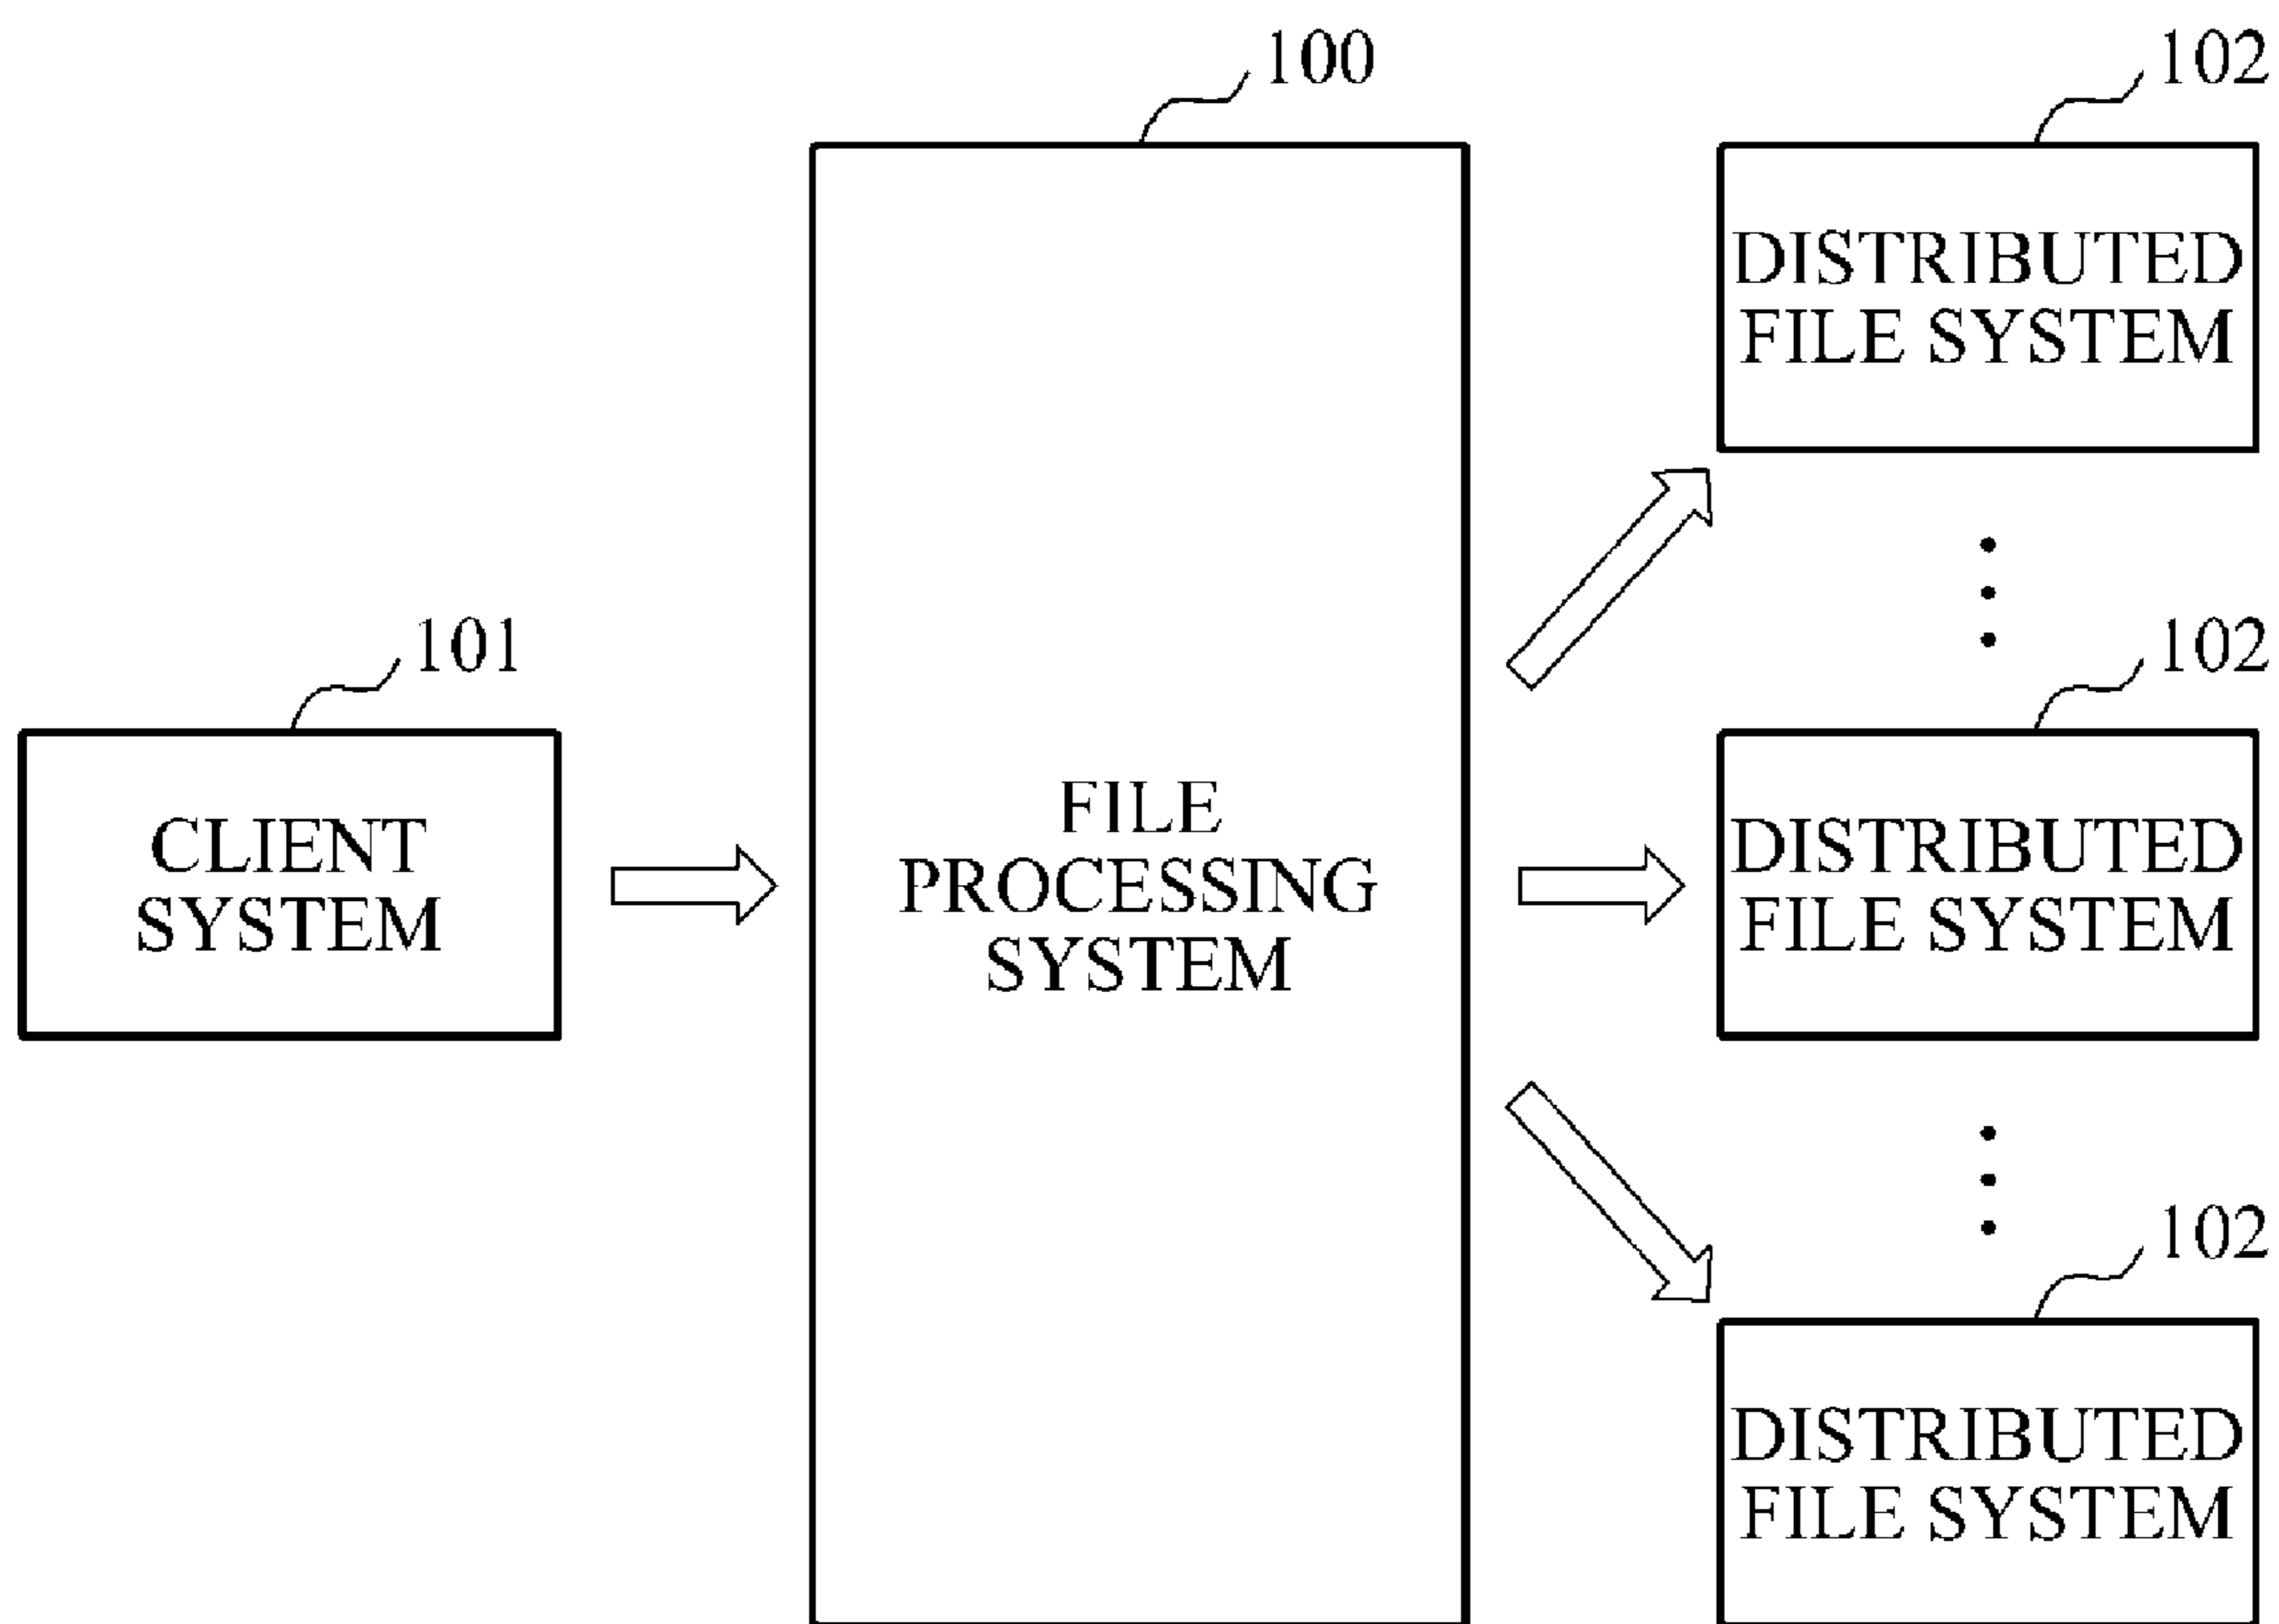 100
102
DISTRIBUTED
FILE SYSTEM
101
102
CLIENT
SYSTEM
FILE
PROCESSING
SYSTEM
DISTRIBUTED
FILE SYSTEM
102
DISTRIBUTED
FILE SYSTEM